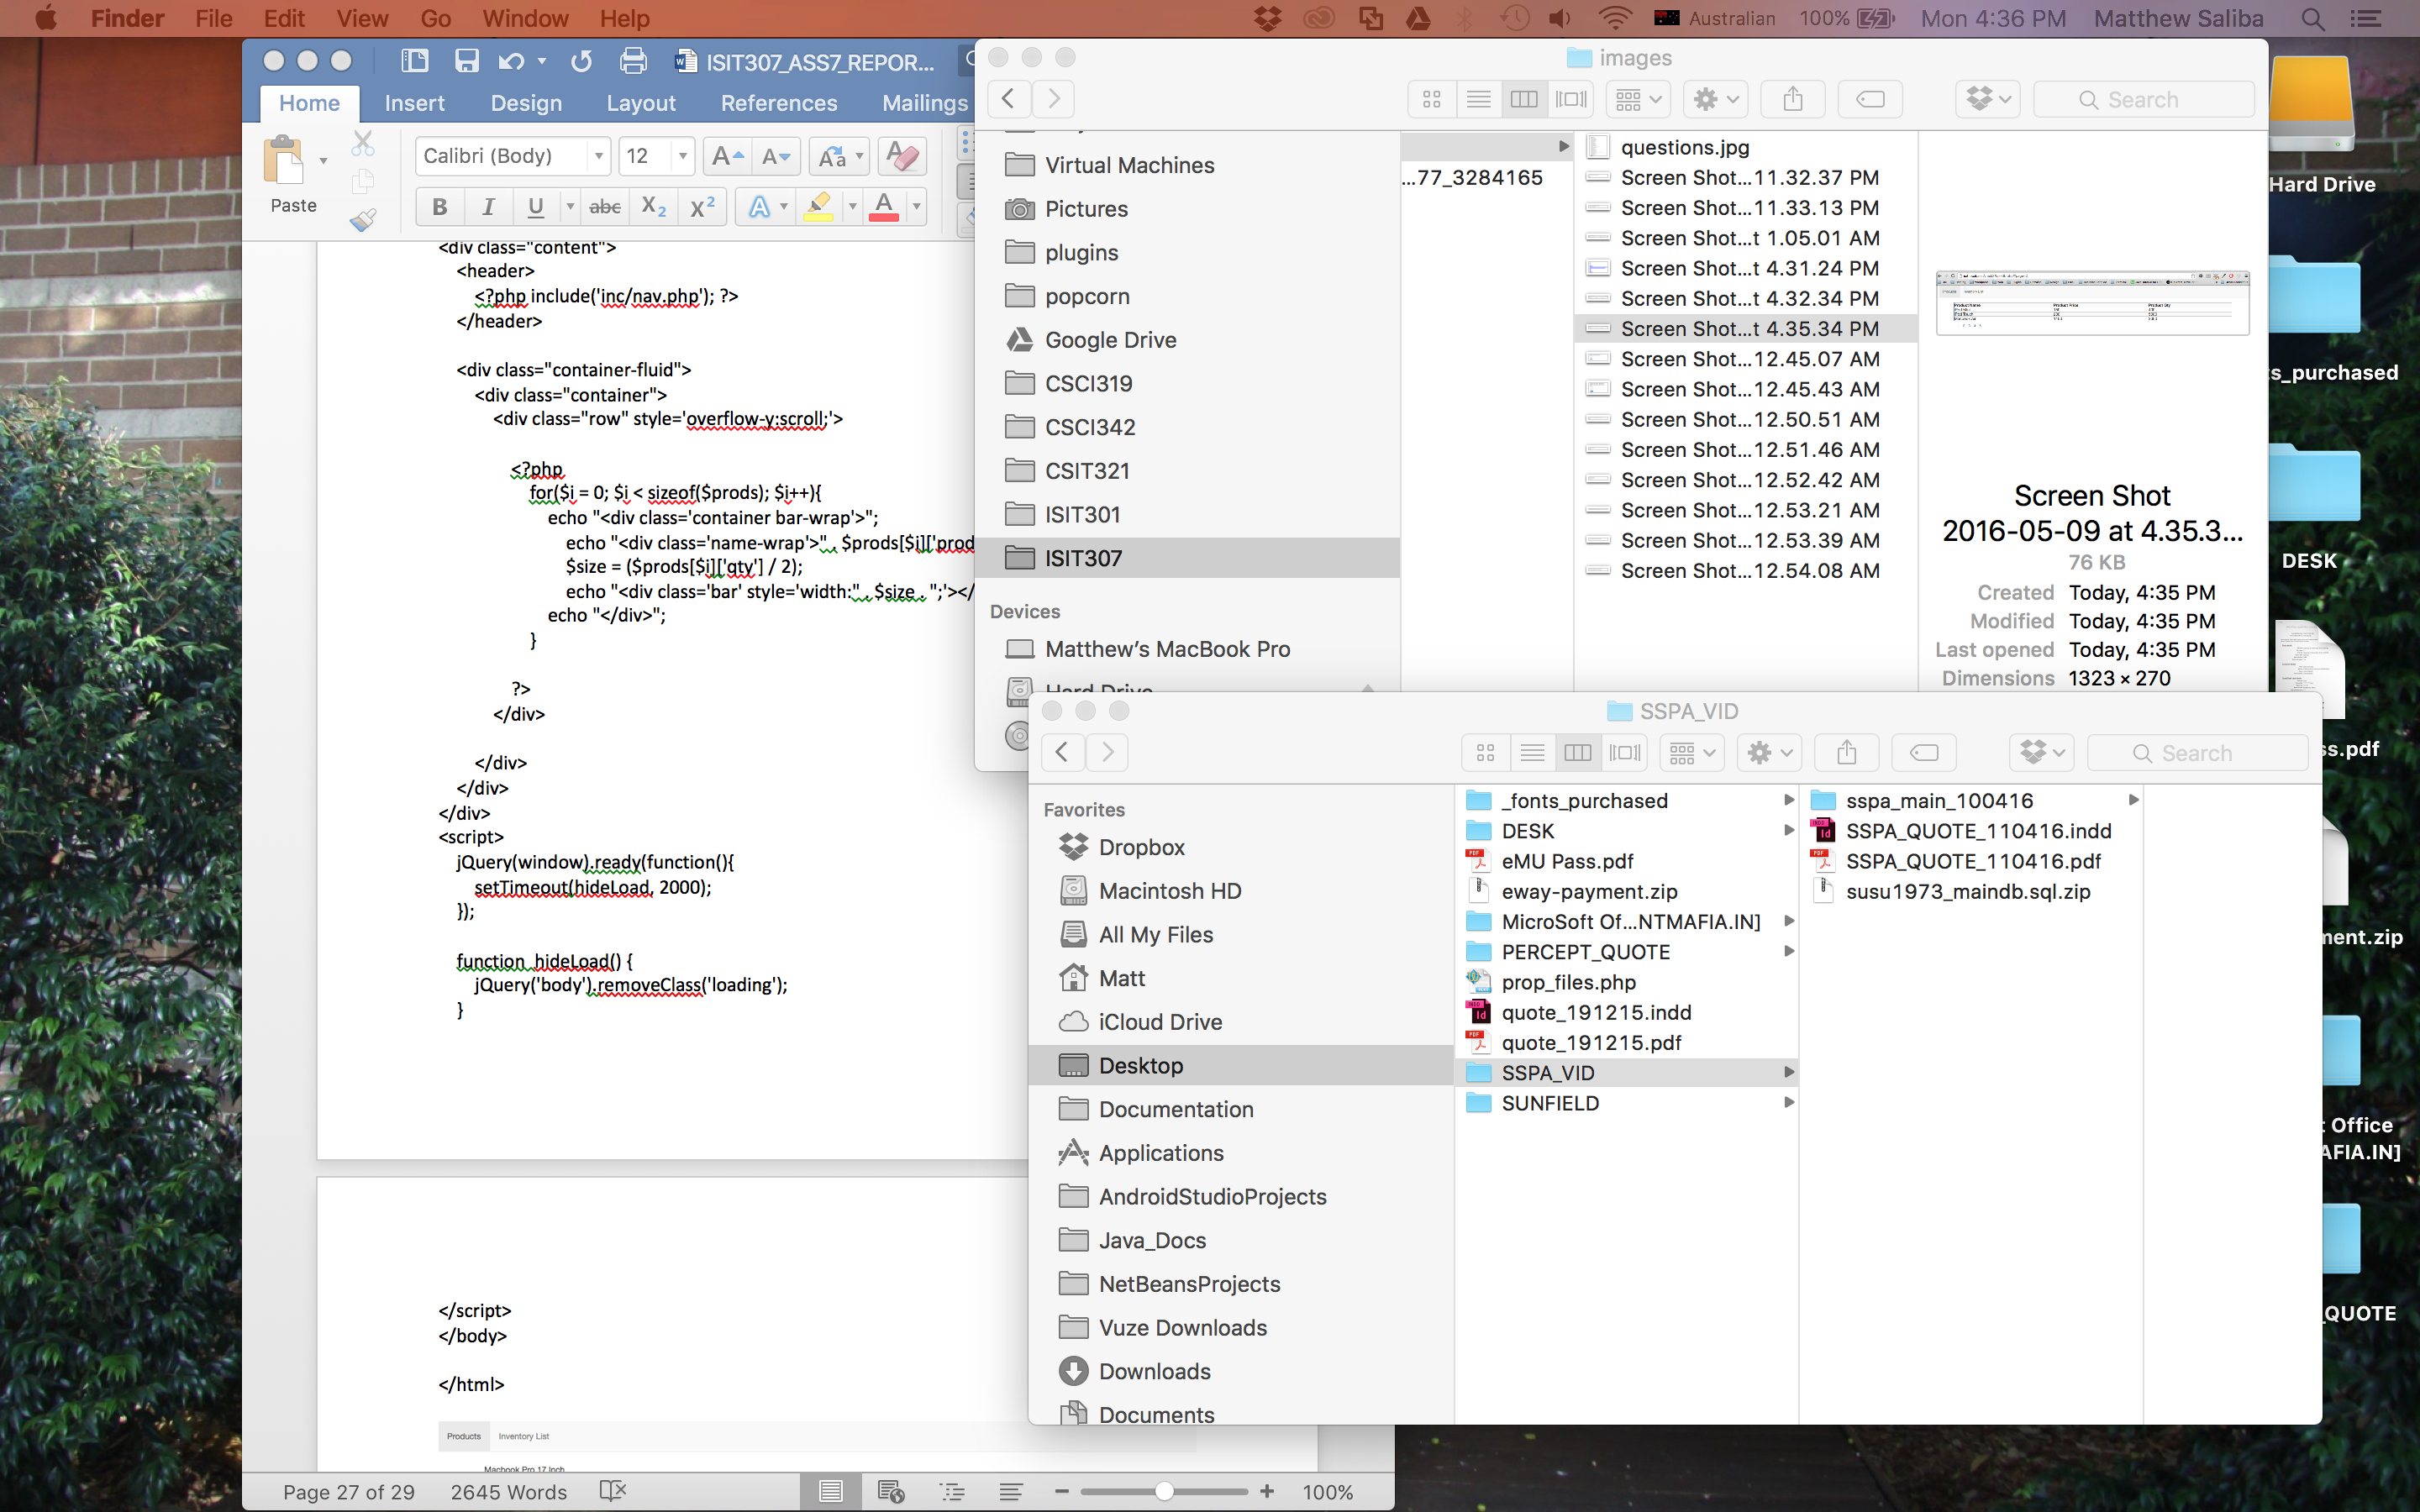 Finder File Edit View Go Window Help
Australian 100% Mon 4:36 PM Matthew Saliba
ISIT307_ASS7_REPOR...
Home Insert Design Layout References Mailings
Paste
Calibri (Body) 12
B I U abc X2 X2 A A
<div class="content">
<header>
<?php include('inc/nav.php'); ?>
</header>
<div class="container-fluid">
<div class="container">
<div class="row" style='overflow-y:scroll;'>
<?php
for($i = 0; $i < sizeof($prods); $i++){
echo "<div class='container bar-wrap'>";
echo "<div class='name-wrap'>" . $prods[$i]['prod
$size = ($prods[$i]['qty'] / 2);
echo "<div class='bar' style='width:" . $size . ";'></
echo "</div>";
}
?>
</div>
</div>
</div>
</div>
<script>
jQuery(window).ready(function(){
setTimeout(hideLoad, 2000);
});
function hideLoad() {
jQuery('body').removeClass('loading');
}
</script>
</body>
</html>
Products Inventory List
Macbook Pro 17 Inch
Page 27 of 29 2645 Words 100%
images
Search
Virtual Machines
Pictures
plugins
popcorn
Google Drive
CSCI319
CSCI342
CSIT321
ISIT301
ISIT307
Devices
Matthew's MacBook Pro
Hard Drive
...77_3284165
questions.jpg
Screen Shot...11.32.37 PM
Screen Shot...11.33.13 PM
Screen Shot...t 1.05.01 AM
Screen Shot...t 4.31.24 PM
Screen Shot...t 4.32.34 PM
Screen Shot...t 4.35.34 PM
Screen Shot...12.45.07 AM
Screen Shot...12.45.43 AM
Screen Shot...12.50.51 AM
Screen Shot...12.51.46 AM
Screen Shot...12.52.42 AM
Screen Shot...12.53.21 AM
Screen Shot...12.53.39 AM
Screen Shot...12.54.08 AM
Product Name Product Price Product Qty
Screen Shot
2016-05-09 at 4.35.3...
76 KB
Created Today, 4:35 PM
Modified Today, 4:35 PM
Last opened Today, 4:35 PM
Dimensions 1323 × 270
SSPA_VID
Search
Favorites
Dropbox
Macintosh HD
All My Files
Matt
iCloud Drive
Desktop
Documentation
Applications
AndroidStudioProjects
Java_Docs
NetBeansProjects
Vuze Downloads
Downloads
Documents
_fonts_purchased
DESK
eMU Pass.pdf
eway-payment.zip
MicroSoft Of...NTMAFIA.IN]
PERCEPT_QUOTE
prop_files.php
quote_191215.indd
quote_191215.pdf
SSPA_VID
SUNFIELD
sspa_main_100416
SSPA_QUOTE_110416.indd
SSPA_QUOTE_110416.pdf
susu1973_maindb.sql.zip
Hard Drive
ts_purchased
DESK
ss.pdf
ment.zip
t Office
AFIA.IN]
_QUOTE